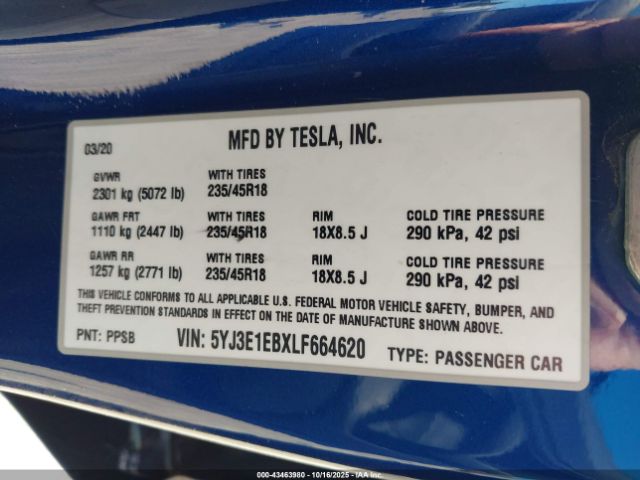 03/20 MFD BY TESLA, INC.
GVWR WITH TIRES
2301 kg (5072 lb) 235/45R18
GAWR FRT WITH TIRES RIM COLD TIRE PRESSURE
1110 kg (2447 lb) 235/45R18 18X8.5 J 290 kPa, 42 psi
GAWR RR WITH TIRES RIM COLD TIRE PRESSURE
1257 kg (2771 lb) 235/45R18 18X8.5 J 290 kPa, 42 psi
THIS VEHICLE CONFORMS TO ALL APPLICABLE U.S. FEDERAL MOTOR VEHICLE SAFETY, BUMPER, AND
THEFT PREVENTION STANDARDS IN EFFECT ON THE DATE OF MANUFACTURE SHOWN ABOVE.
PNT: PPSB VIN: 5YJ3E1EBXLF664620 TYPE: PASSENGER CAR
000-43463980 - 10/16/2025 - IAAI.com